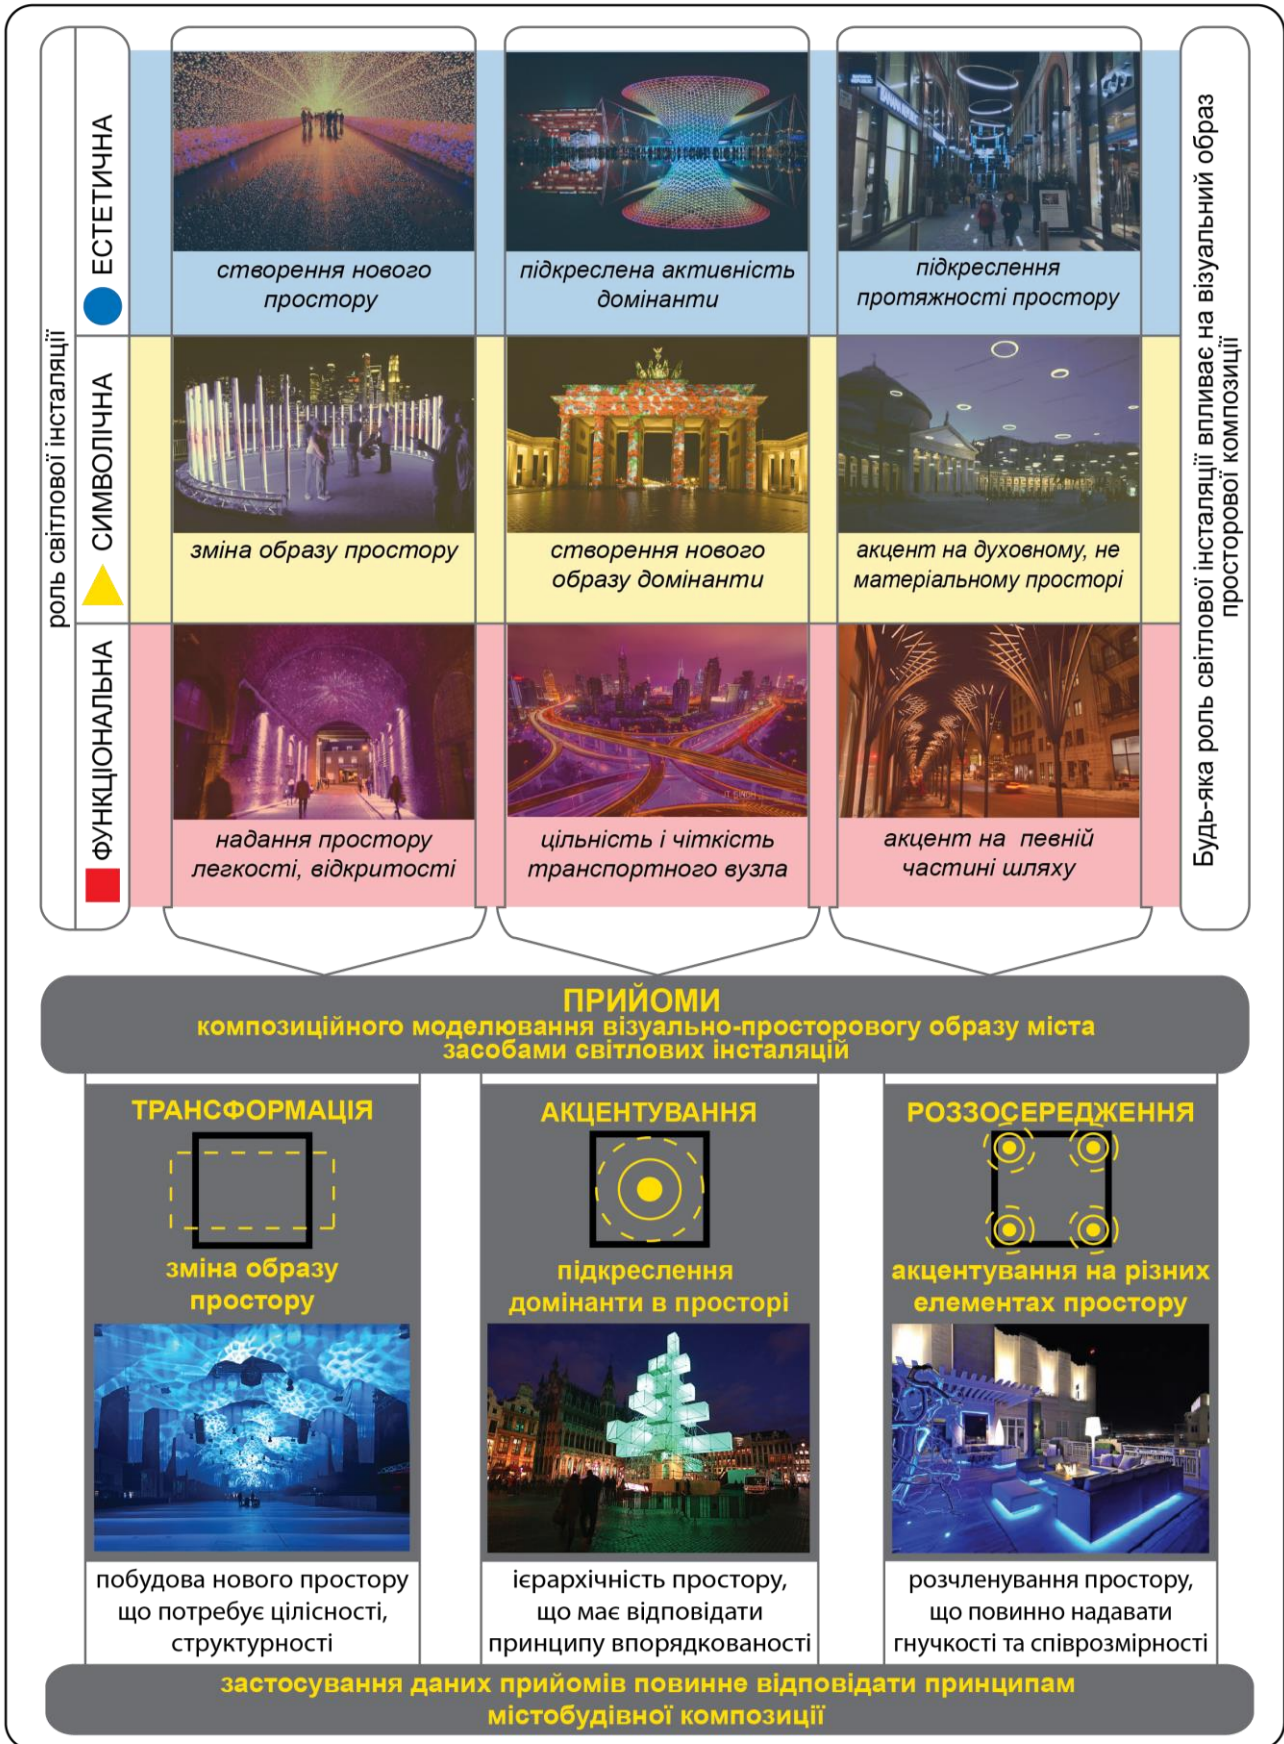 роль світлової інсталяції
ЕСТЕТИЧНА
створення нового
простору
підкреслена активність
домінанти
підкреслення
протяжності простору
СИМВОЛІЧНА
зміна образу простору
створення нового
образу домінанти
акцент на духовному, не
матеріальному просторі
ФУНКЦІОНАЛЬНА
надання простору
легкості, відкритості
цільність і чіткість
транспортного вузла
акцент на певній
частині шляху
Будь-яка роль світлової інсталяції впливає на візуальний образ
просторової композиції
ПРИЙОМИ
композиційного моделювання візуально-просторовогу образу міста
засобами світлових інсталяцій
ТРАНСФОРМАЦІЯ
зміна образу
простору
побудова нового простору
що потребує цілісності,
структурності
АКЦЕНТУВАННЯ
підкреслення
домінанти в просторі
ієрархічність простору,
що має відповідати
принципу впорядкованості
РОЗЗОСЕРЕДЖЕННЯ
акцентування на різних
елементах простору
розчленування простору,
що повинно надавати
гнучкості та співрозмірності
застосування даних прийомів повинне відповідати принципам
містобудівної композиції